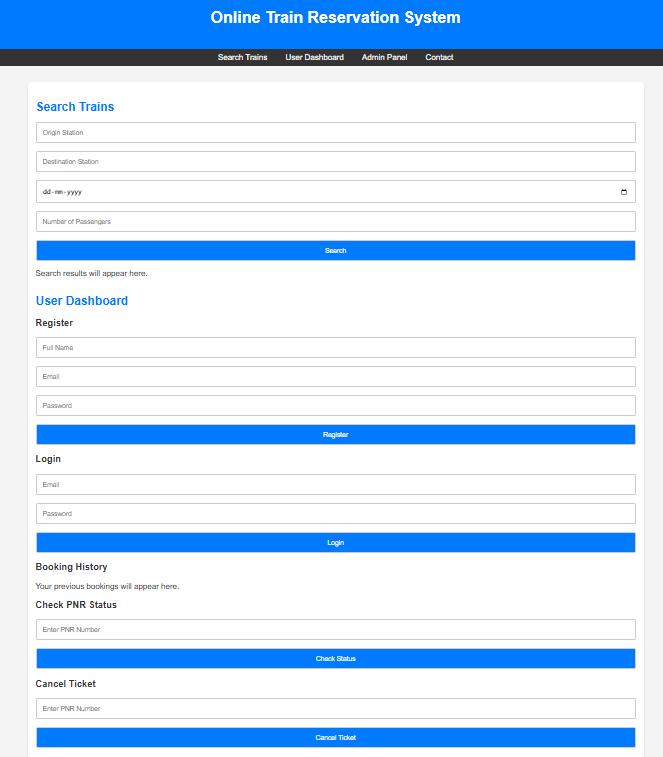 Online Train Reservation System
Search Trains User Dashboard Admin Panel Contact
Search Trains
Origin Station
Destination Station
dd-mm-yyyy
Number of Passengers
Search
Search results will appear here.
User Dashboard
Register
Full Name
Email
Password
Register
Login
Email
Password
Login
Booking History
Your previous bookings will appear here.
Check PNR Status
Enter PNR Number
Check Status
Cancel Ticket
Enter PNR Number
Cancel Ticket